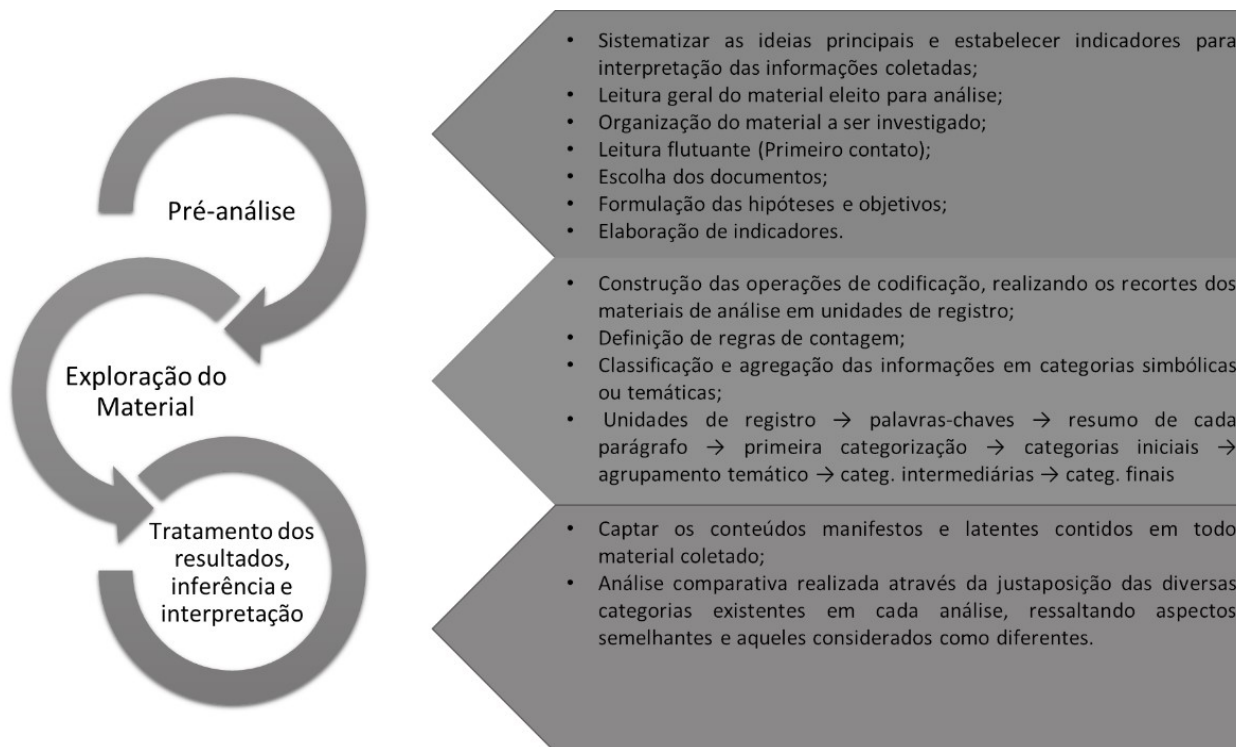 Pré-análise
• Sistematizar as ideias principais e estabelecer indicadores para
interpretação das informações coletadas;
• Leitura geral do material eleito para análise;
• Organização do material a ser investigado;
• Leitura flutuante (Primeiro contato);
• Escolha dos documentos;
• Formulação das hipóteses e objetivos;
• Elaboração de indicadores.
Exploração do
Material
• Construção das operações de codificação, realizando os recortes dos
materiais de análise em unidades de registro;
• Definição de regras de contagem;
• Classificação e agregação das informações em categorias simbólicas
ou temáticas;
• Unidades de registro → palavras-chaves → resumo de cada
parágrafo → primeira categorização → categorias iniciais →
agrupamento temático → categ. intermediárias → categ. finais
Tratamento dos
resultados,
inferência e
interpretação
• Captar os conteúdos manifestos e latentes contidos em todo
material coletado;
• Análise comparativa realizada através da justaposição das diversas
categorias existentes em cada análise, ressaltando aspectos
semelhantes e aqueles considerados como diferentes.